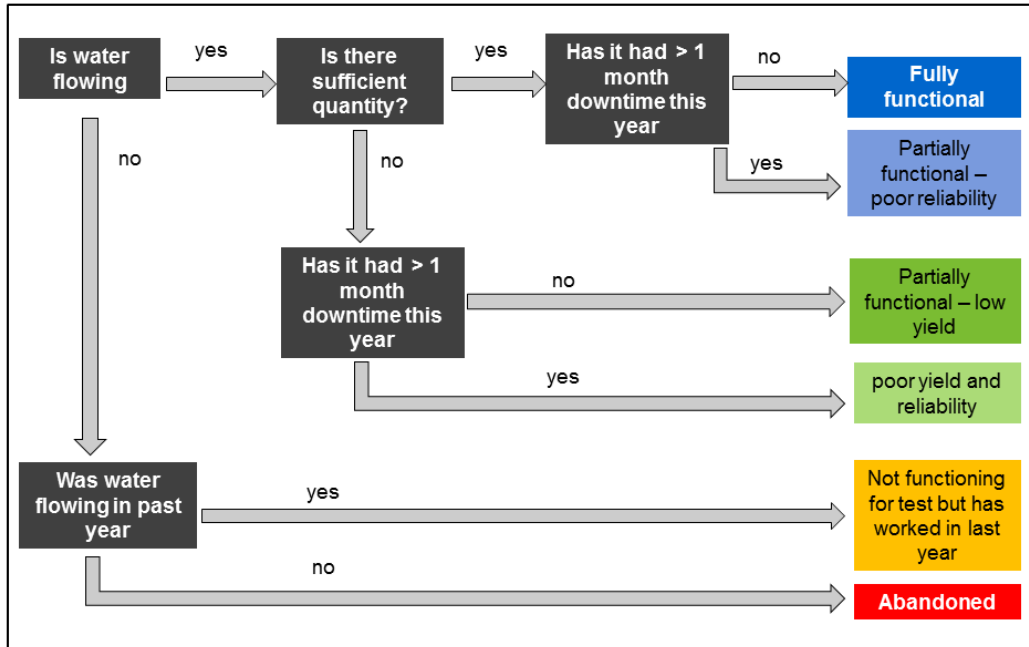 Is water
flowing
yes
Is there
sufficient
quantity?
yes
Has it had > 1
month
downtime this
year
no
Fully
functional
yes
Partially
functional –
poor reliability
no
no
Has it had > 1
month
downtime this
year
no
Partially
functional – low
yield
yes
poor yield and
reliability
Was water
flowing in past
year
yes
Not functioning
for test but has
worked in last
year
no
Abandoned